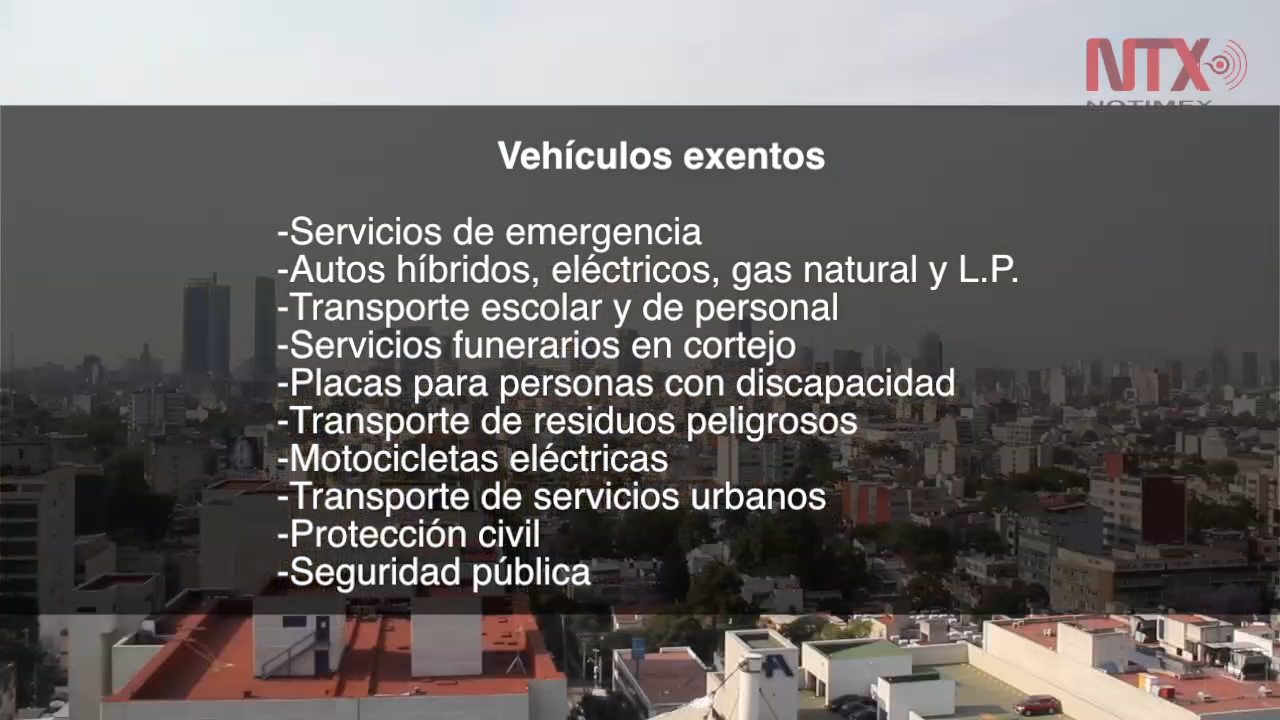 NTX
NOTIMEX
Vehículos exentos
-Servicios de emergencia
-Autos híbridos, eléctricos, gas natural y L.P.
-Transporte escolar y de personal
-Servicios funerarios en cortejo
-Placas para personas con discapacidad
-Transporte de residuos peligrosos
-Motocicletas eléctricas
-Transporte de servicios urbanos
-Protección civil
-Seguridad pública